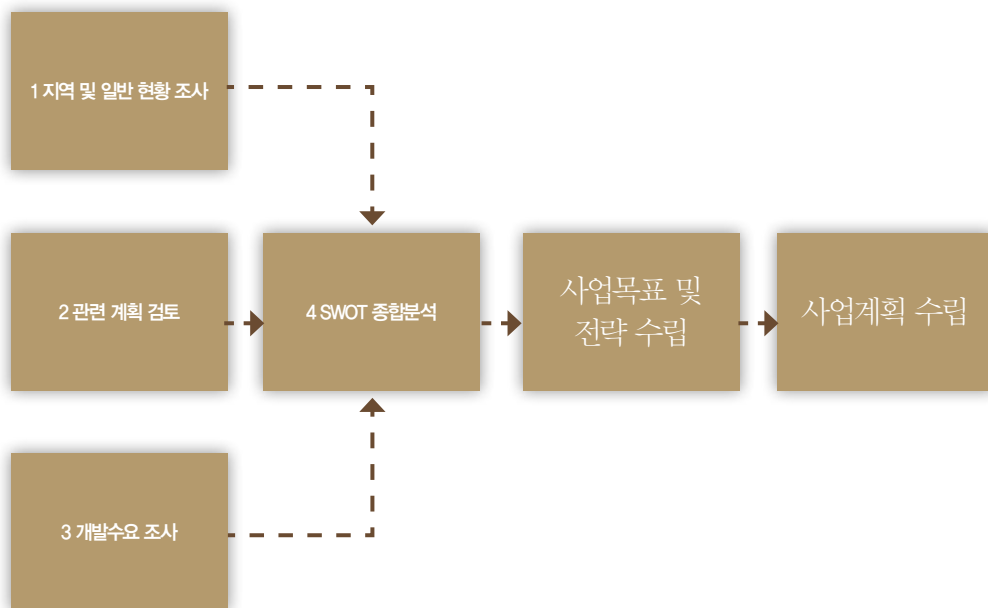 1 지역 및 일반 현황 조사
2 관련 계획 검토
4 SWOT 종합분석
사업목표 및
전략 수립
사업계획 수립
3 개발수요 조사